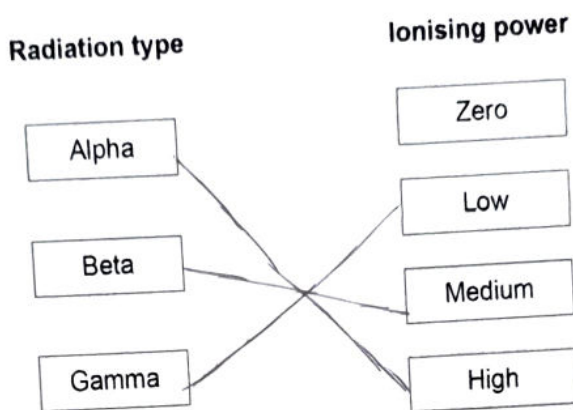 Radiation type
Ionising power
Alpha
Beta
Gamma
Zero
Low
Medium
High